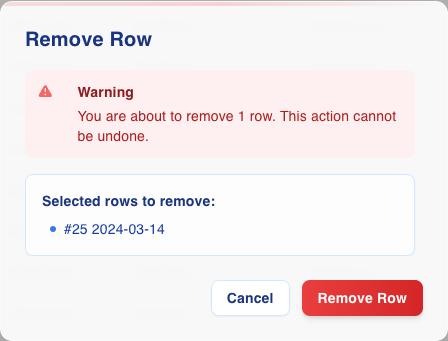 Remove Row
Warning
You are about to remove 1 row. This action cannot
be undone.
Selected rows to remove:
#25 2024-03-14
Cancel
Remove Row